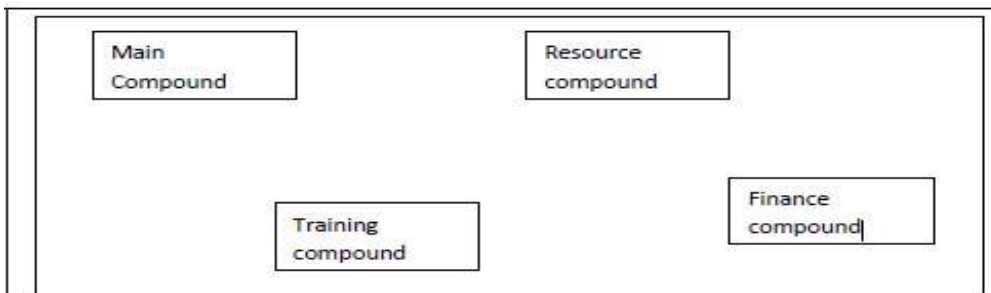 Main
Compound
Resource
compound
Training
compound
Finance
compound